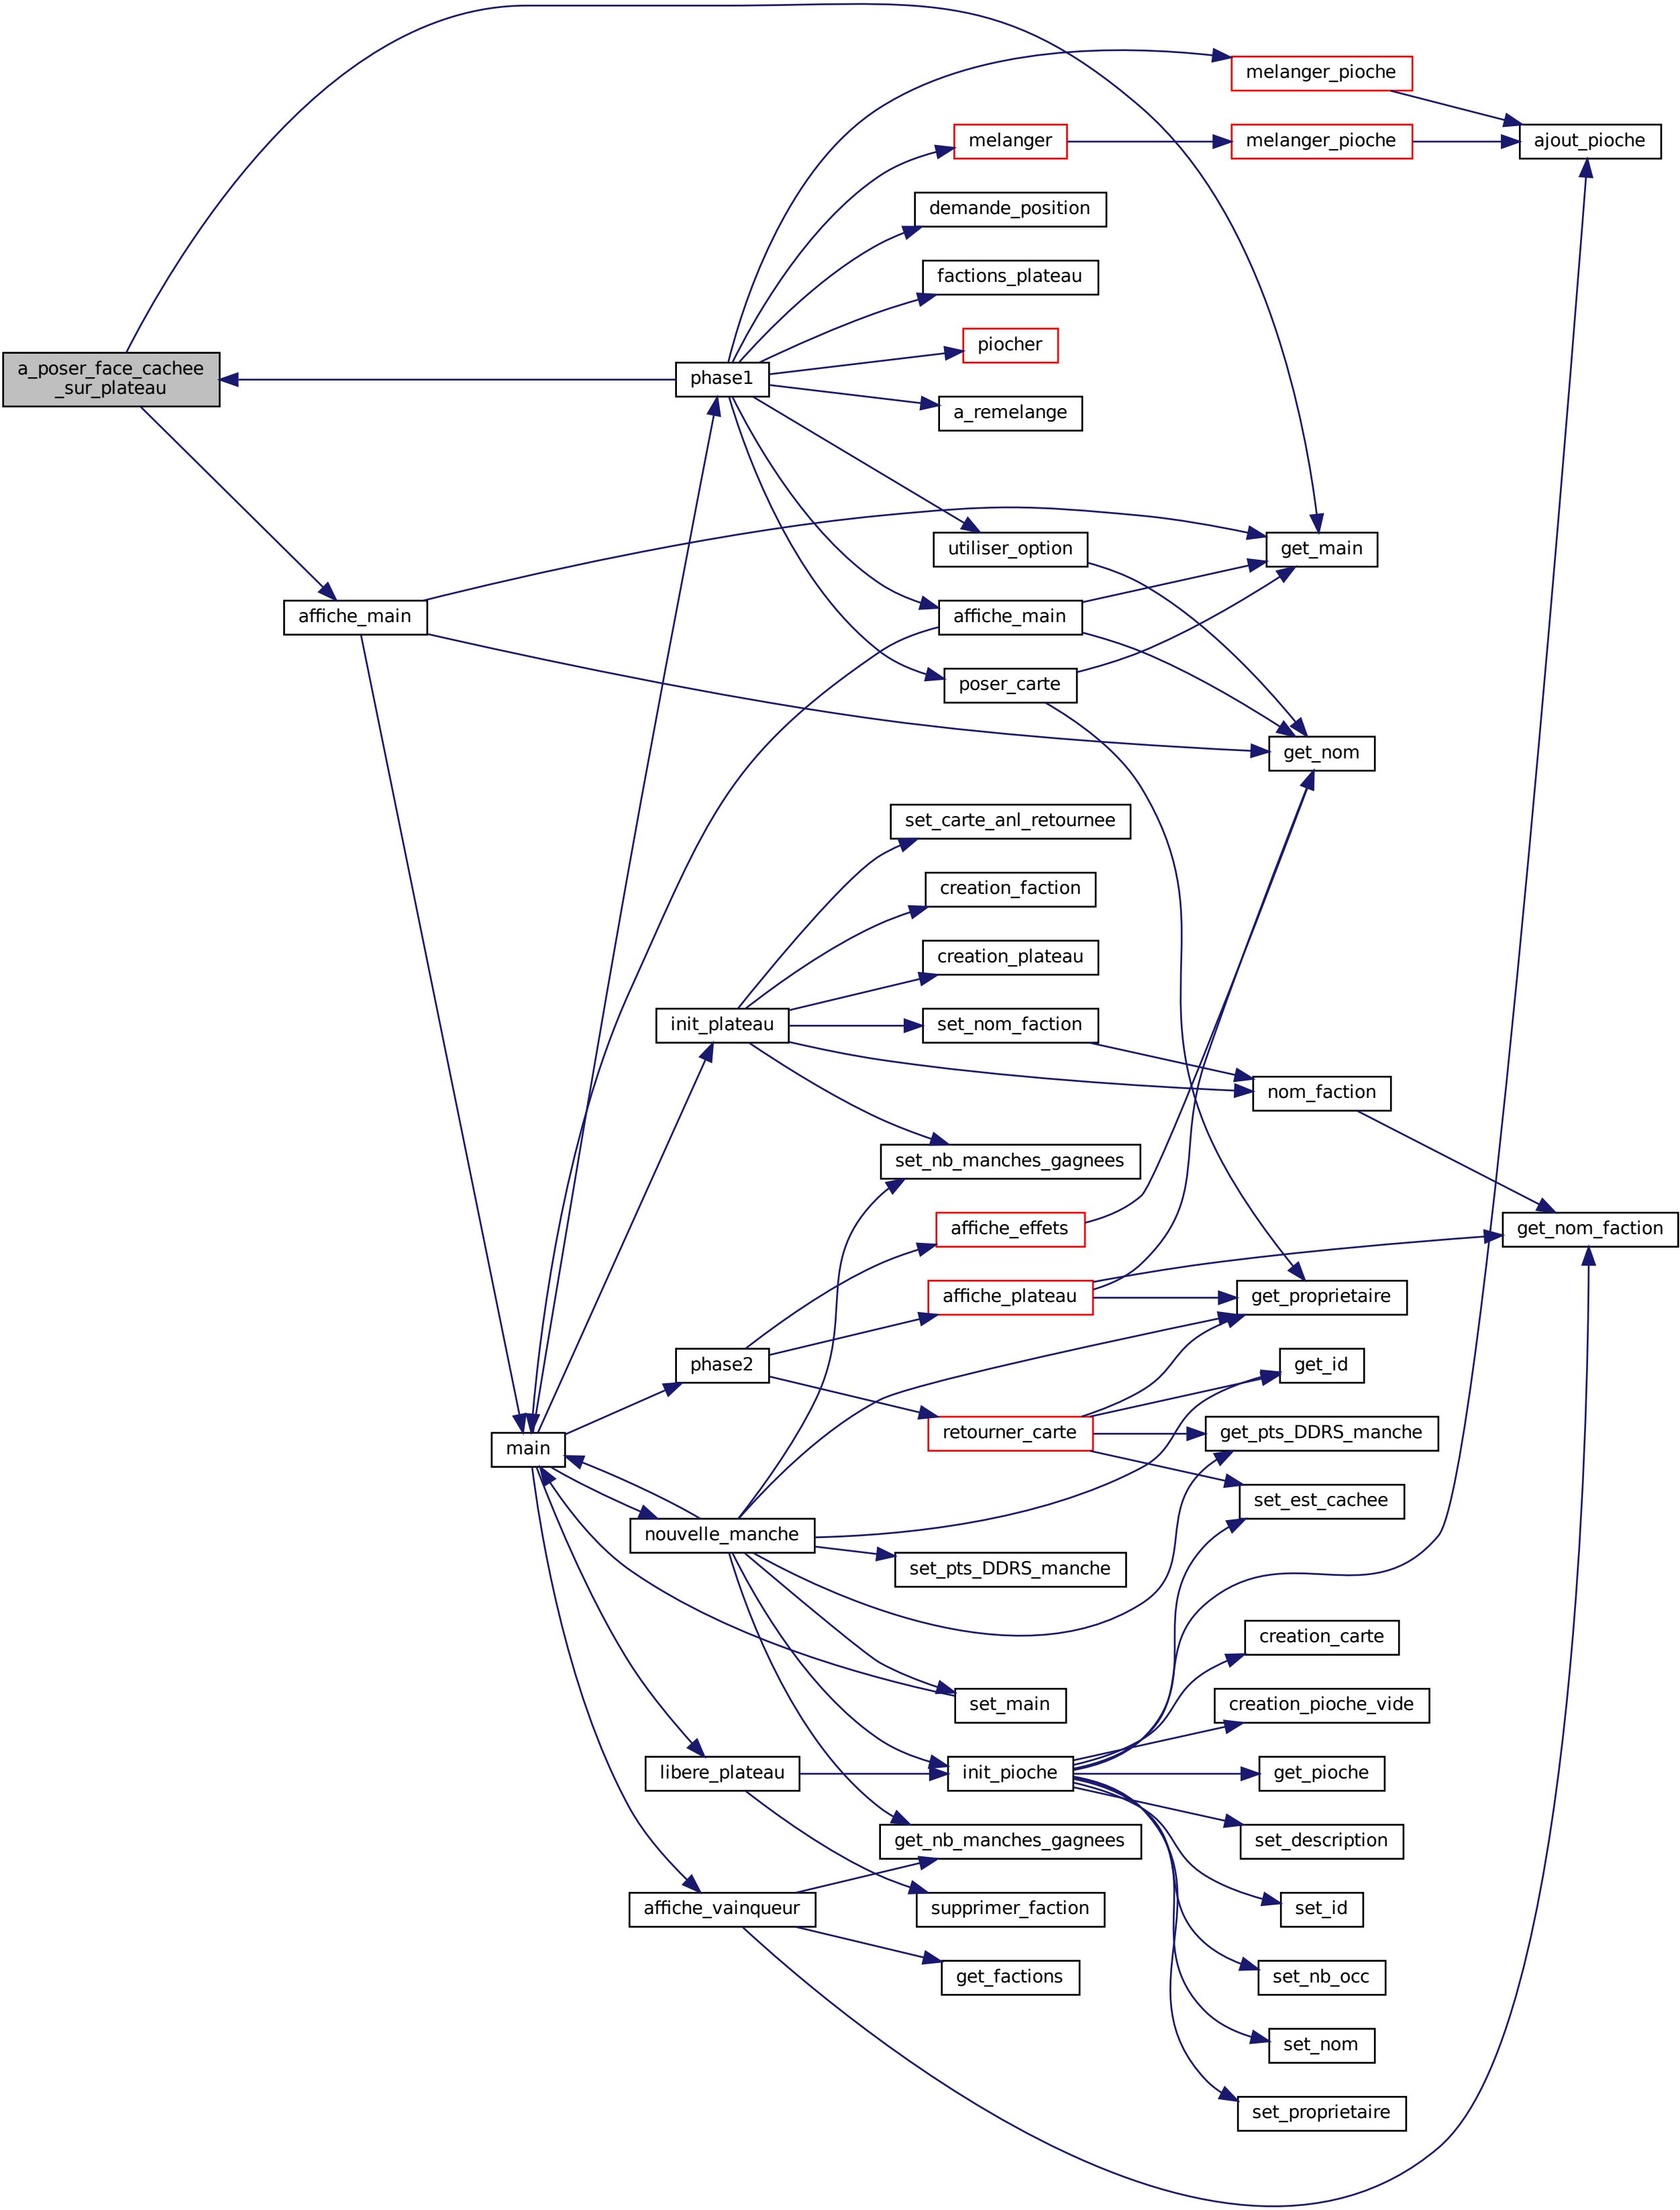 melanger_pioche
melanger
melanger_pioche
ajout_pioche
demande_position
factions_plateau
piocher
a_poser_face_cachee
_sur_plateau
phase1
a_remelange
utiliser_option
get_main
affiche_main
affiche_main
poser_carte
get_nom
set_carte_anl_retournee
creation_faction
creation_plateau
init_plateau
set_nom_faction
nom_faction
set_nb_manches_gagnees
affiche_effets
get_nom_faction
affiche_plateau
get_proprietaire
phase2
get_id
main
retourner_carte
get_pts_DDRS_manche
set_est_cachee
nouvelle_manche
set_pts_DDRS_manche
creation_carte
set_main
creation_pioche_vide
libere_plateau
init_pioche
get_pioche
get_nb_manches_gagnees
set_description
affiche_vainqueur
supprimer_faction
set_id
get_factions
set_nb_occ
set_nom
set_proprietaire